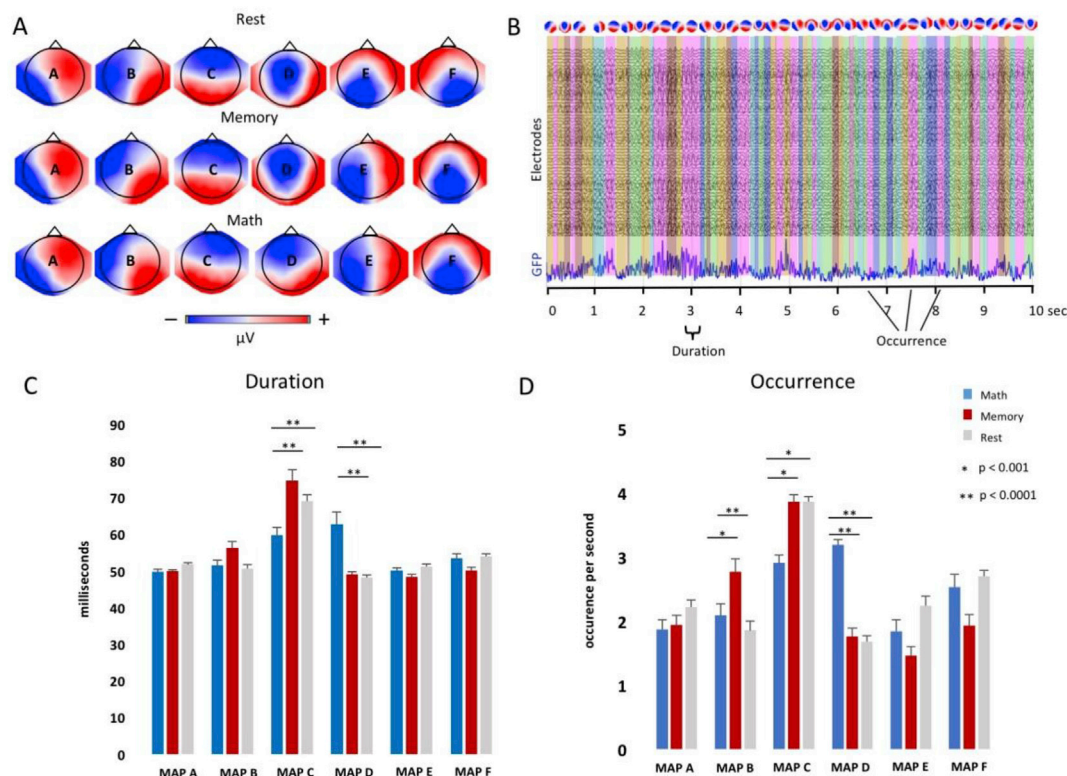 A
Rest
A B C D E F
Memory
A B C D E F
Math
A B C D E F
− +
µV
B
Electrodes
GFP
0 1 2 3 4 5 6 7 8 9 10 sec
Duration
Occurrence
C
Duration
milliseconds
90
80
70
60
50
40
30
20
10
0
** ** ** **
MAP A MAP B MAP C MAP D MAP E MAP F
D
Occurrence
Math
Memory
Rest
* p < 0.001
** p < 0.0001
occurence per second
5
4
3
2
1
0
* ** * * ** **
MAP A MAP B MAP C MAP D MAP E MAP F